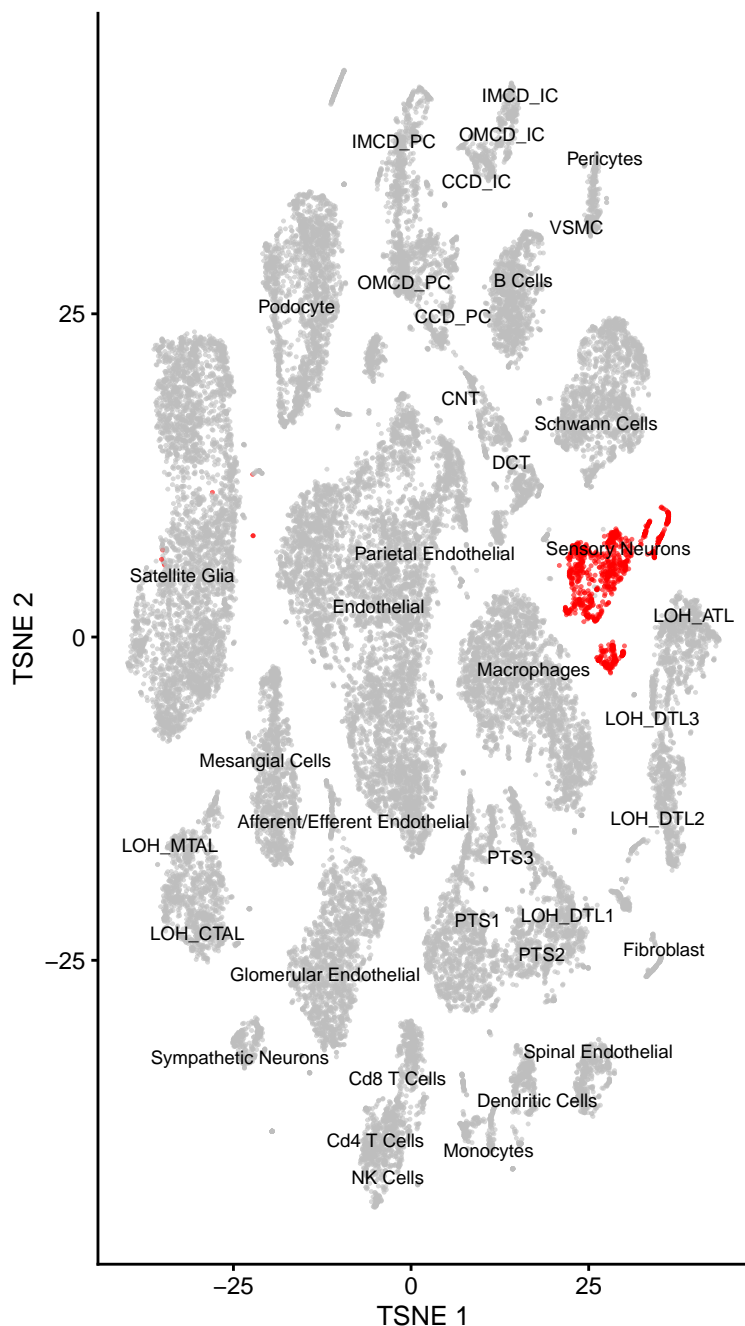 IMCD_IC
OMCD_IC
IMCD_PC
Pericytes
CCD_IC
VSMC
OMCD_PC
B Cells
Podocyte
CCD_PC
25
CNT
Schwann Cells
DCT
Parietal Endothelial
Sensory Neurons
Satellite Glia
Endothelial
LOH_ATL
0
TSNE 2
Macrophages
LOH_DTL3
Mesangial Cells
Afferent/Efferent Endothelial
LOH_DTL2
LOH_MTAL
PTS3
PTS1
LOH_DTL1
LOH_CTAL
PTS2
Fibroblast
−25
Glomerular Endothelial
Sympathetic Neurons
Spinal Endothelial
Cd8 T Cells
Dendritic Cells
Cd4 T Cells
Monocytes
NK Cells
−25
0
25
TSNE 1